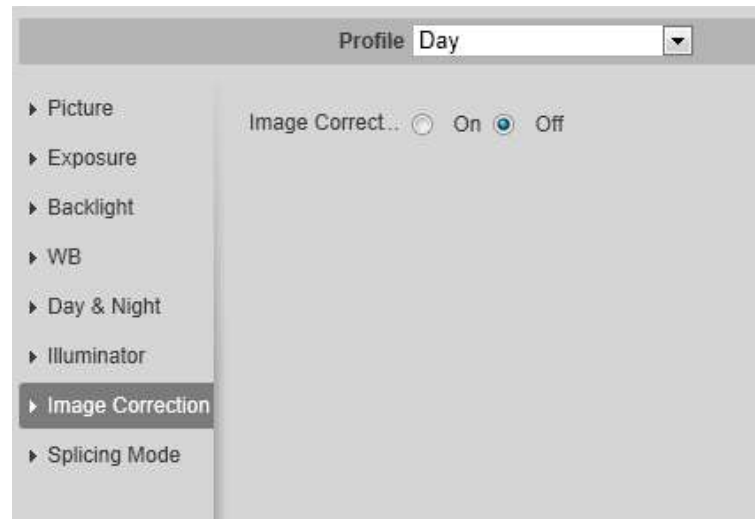 Profile Day
Picture
Image Correct... On Off
Exposure
Backlight
WB
Day & Night
Illuminator
Image Correction
Splicing Mode